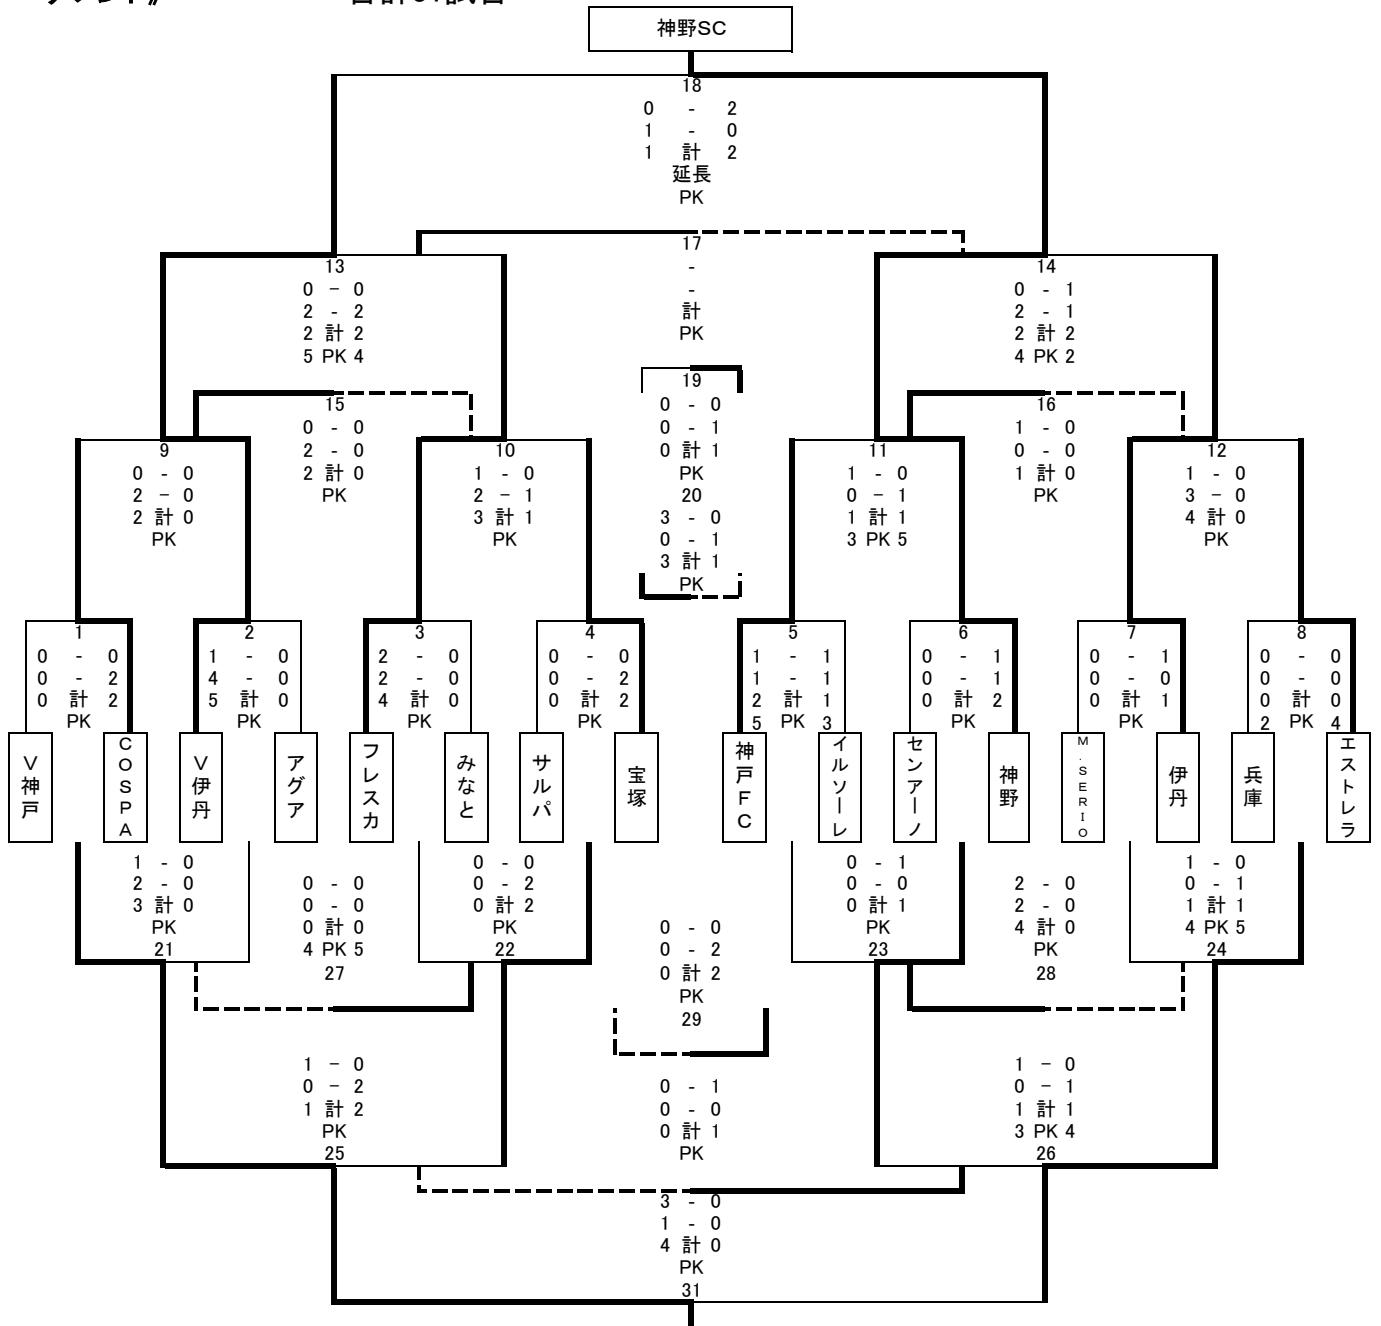 神野SC
18
0 - 2
1 - 0
1 計 2
延長
PK
17
-
-
計
PK
13
0 − 0
2 - 2
2 計 2
5 PK 4
14
0 - 1
2 - 1
2 計 2
4 PK 2
15
0 - 0
2 - 0
2 計 0
PK
19
0 - 0
0 - 1
0 計 1
PK
16
1 - 0
0 - 0
1 計 0
PK
9
0 - 0
2 − 0
2 計 0
PK
10
1 - 0
2 − 1
3 計 1
PK
20
3 - 0
0 - 1
3 計 1
PK
11
1 - 0
0 − 1
1 計 1
3 PK 5
12
1 - 0
3 − 0
4 計 0
PK
1
0 - 0
0 - 2
0 計 2
PK
2
1 - 0
4 - 0
5 計 0
PK
3
2 - 0
2 - 0
4 計 0
PK
4
0 - 0
0 - 2
0 計 2
PK
5
1 - 1
1 - 1
2 計 1
5 PK 3
6
0 - 1
0 - 1
0 計 2
PK
7
0 - 1
0 - 0
0 計 1
PK
8
0 - 0
0 - 0
0 計 0
2 PK 4
V神戸
COSPA
V伊丹
アグア
フレスカ
みなと
サルパ
宝塚
神戸FC
イルソーレ
センアーノ
神野
M.SERIO
伊丹
兵庫
エストレラ
1 - 0
2 - 0
3 計 0
PK
21
0 - 0
0 - 0
0 計 0
4 PK 5
27
0 - 0
0 - 2
0 計 2
PK
22
0 - 0
0 - 2
0 計 2
PK
29
0 - 1
0 - 0
0 計 1
PK
23
2 - 0
2 - 0
4 計 0
PK
28
1 - 0
0 - 1
1 計 1
4 PK 5
24
1 − 0
0 − 2
1 計 2
PK
25
0 - 1
0 - 0
0 計 1
PK
1 − 0
0 − 1
1 計 1
3 PK 4
26
3 - 0
1 - 0
4 計 0
PK
31